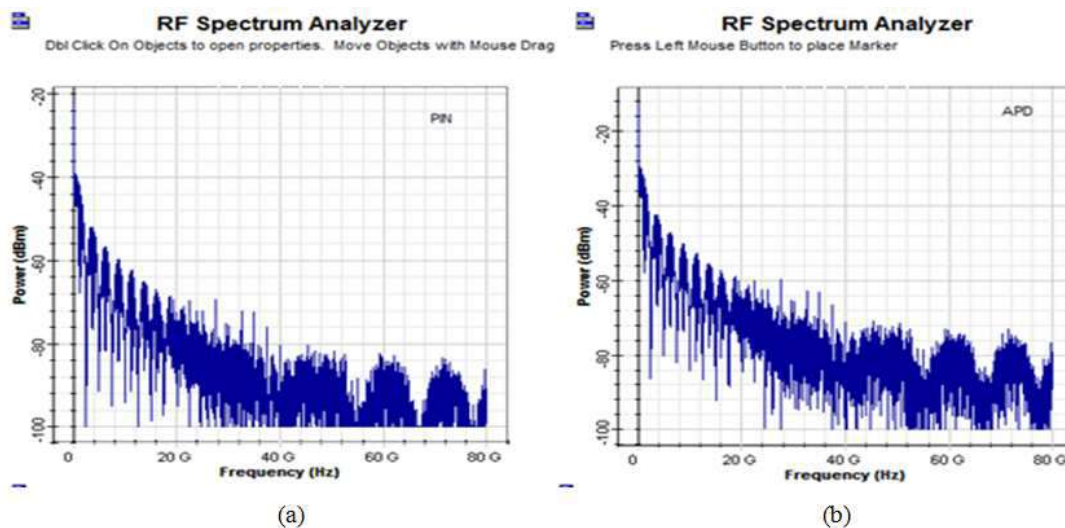 RF Spectrum Analyzer
Dbl Click On Objects to open properties. Move Objects with Mouse Drag
PIN
-20
-40
-60
-80
-100
Power (dBm)
0 20 G 40 G 60 G 80 G
Frequency (Hz)
(a)
RF Spectrum Analyzer
Press Left Mouse Button to place Marker
APD
-20
-40
-60
-80
-100
Power (dBm)
0 20 G 40 G 60 G 80 G
Frequency (Hz)
(b)